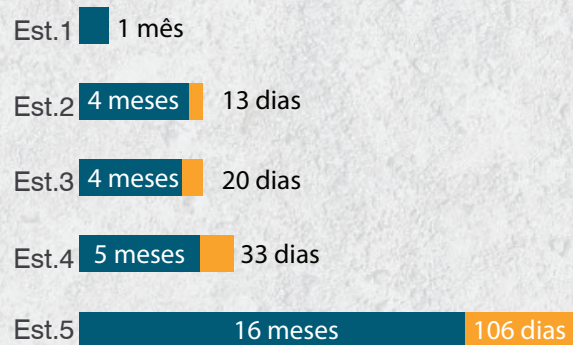 Est.1 1 mês
Est.2 4 meses 13 dias
Est.3 4 meses 20 dias
Est.4 5 meses 33 dias
Est.5 16 meses 106 dias